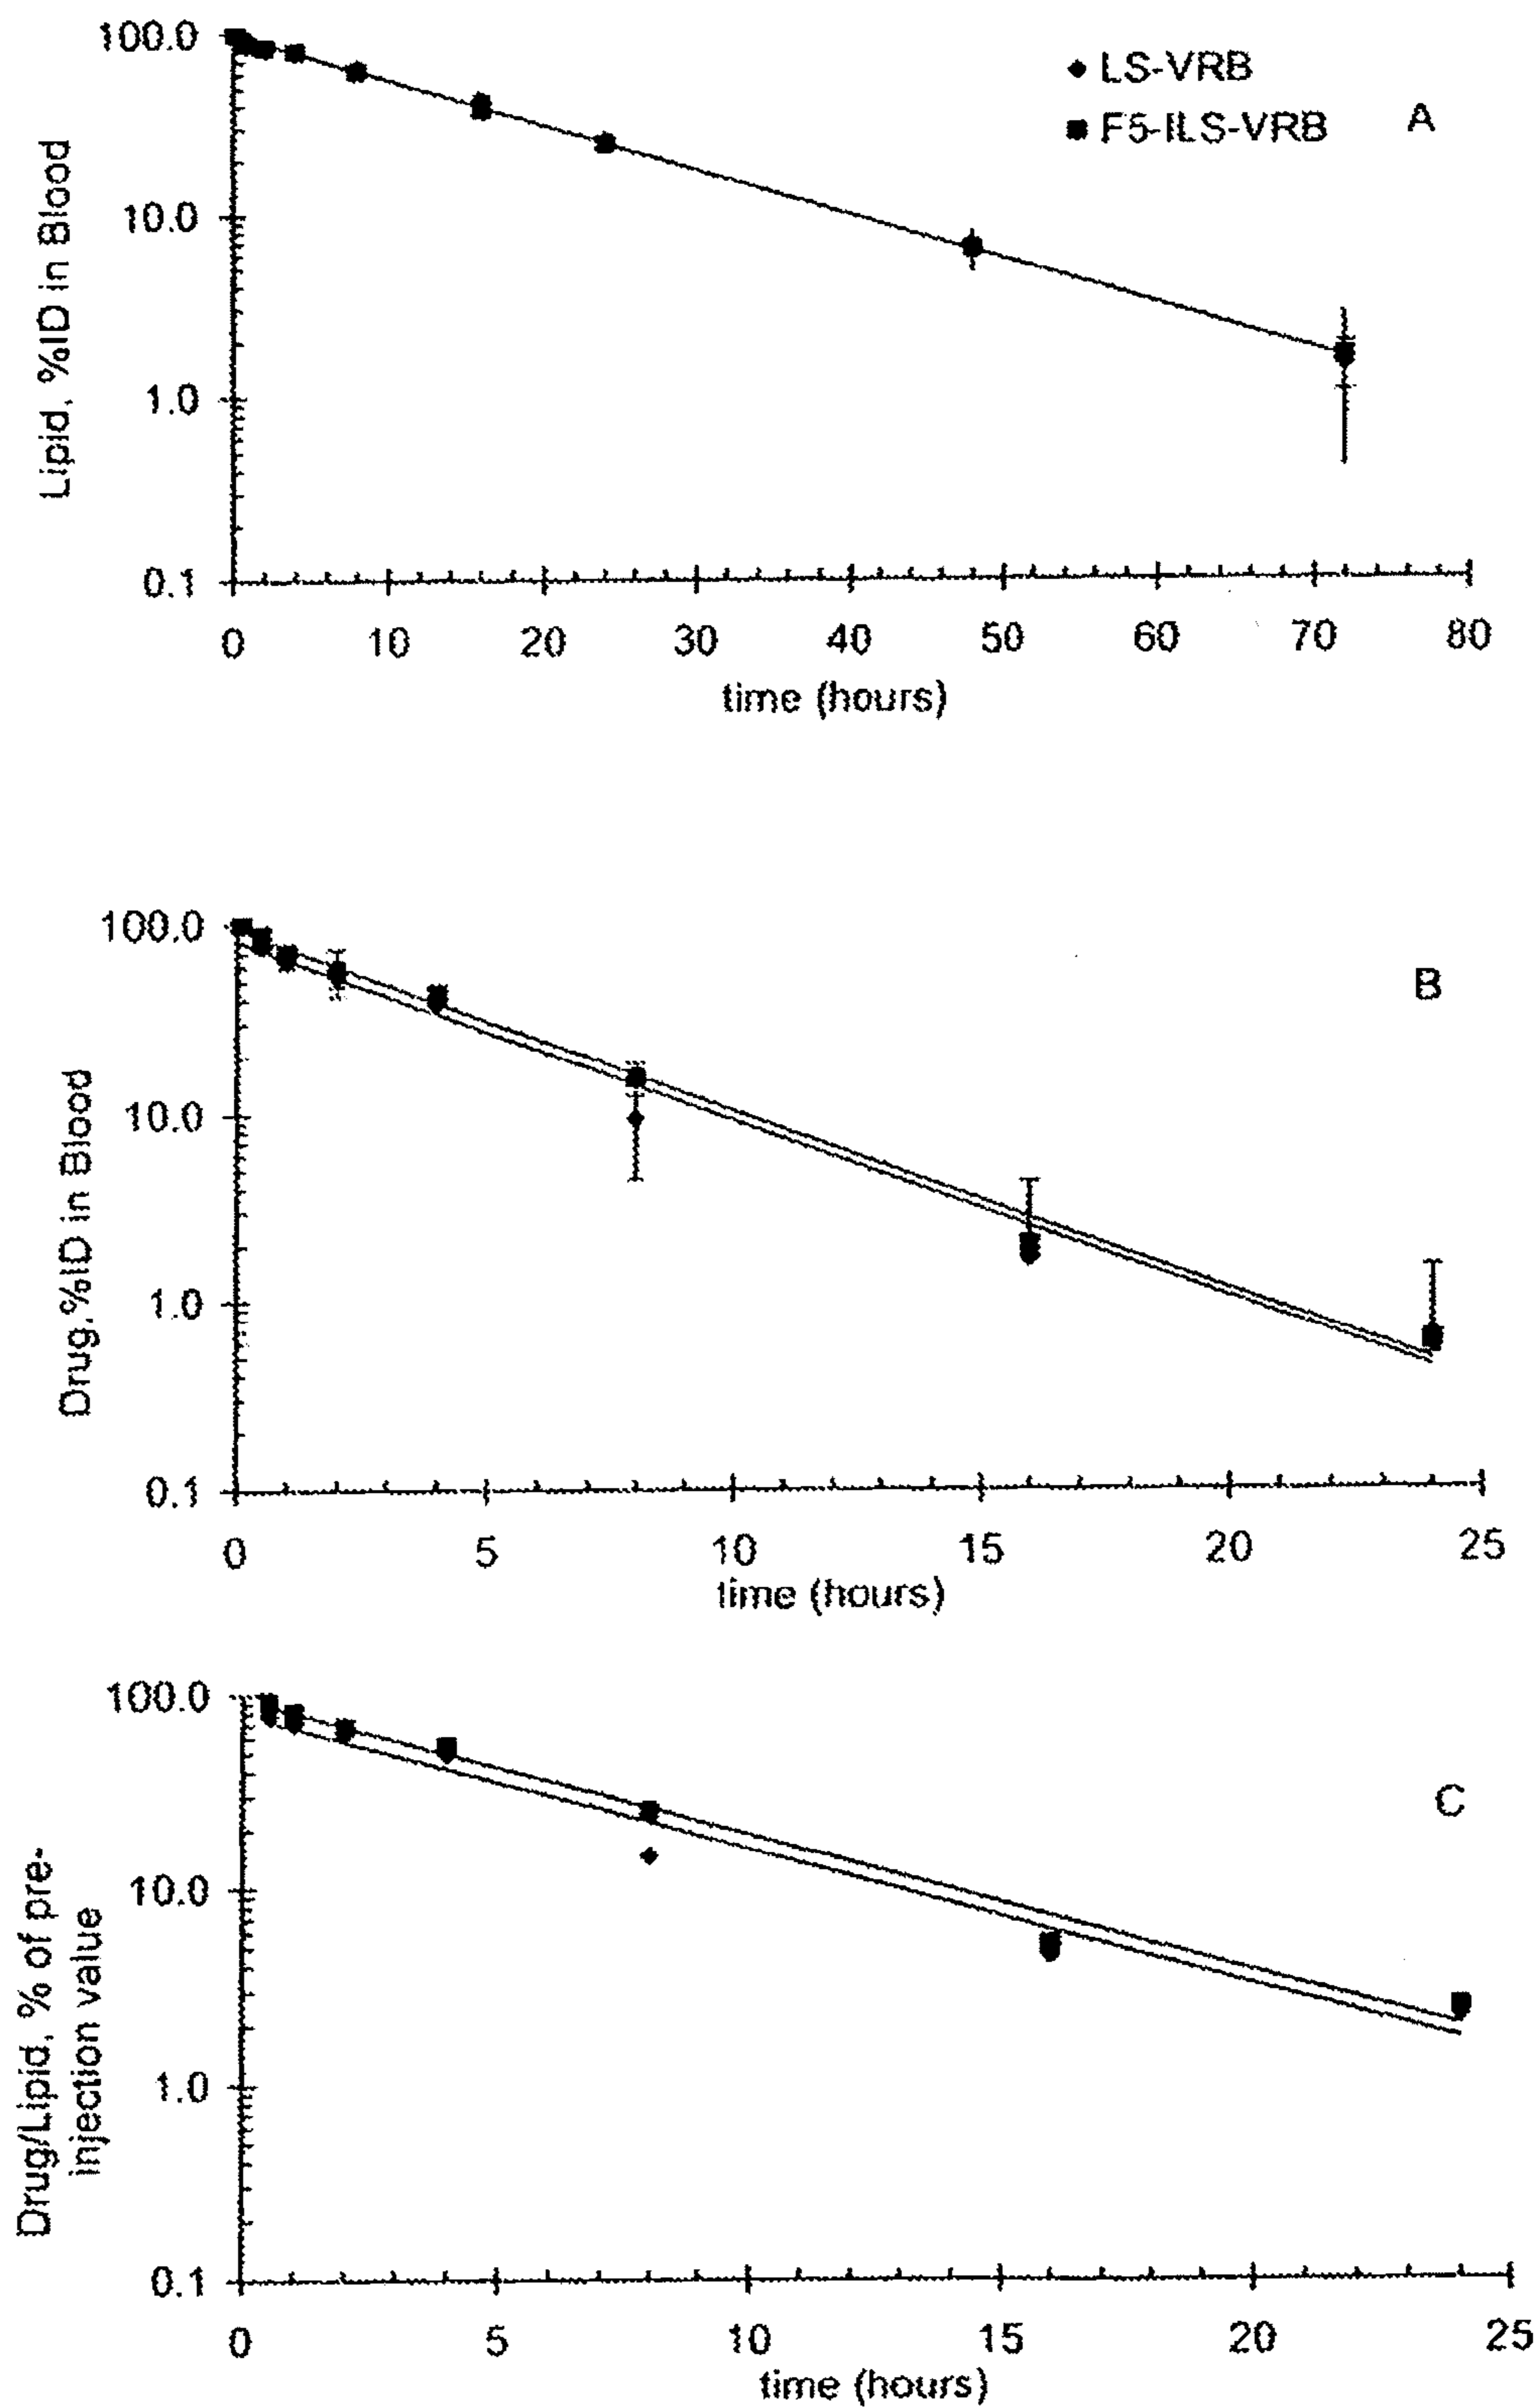 100.0
◆ LS-VRB
■ F5-ILS-VRB
A
10.0
1.0
0.1
Lipid, %ID in Blood
0 10 20 30 40 50 60 70 80
time (hours)
100.0
B
10.0
1.0
0.1
Drug,%ID in Blood
0 5 10 15 20 25
time (hours)
100.0
C
10.0
1.0
0.1
Drug/Lipid, % of pre-
injection value
0 5 10 15 20 25
time (hours)